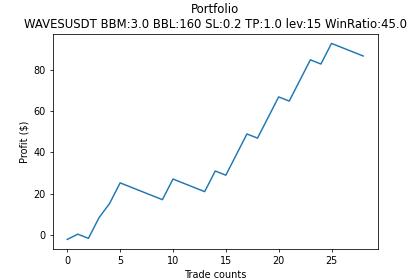 Portfolio
WAVESUSDT BBM:3.0 BBL:160 SL:0.2 TP:1.0 lev:15 WinRatio:45.0
Profit ($)
80
60
40
20
0
0 5 10 15 20 25
Trade counts